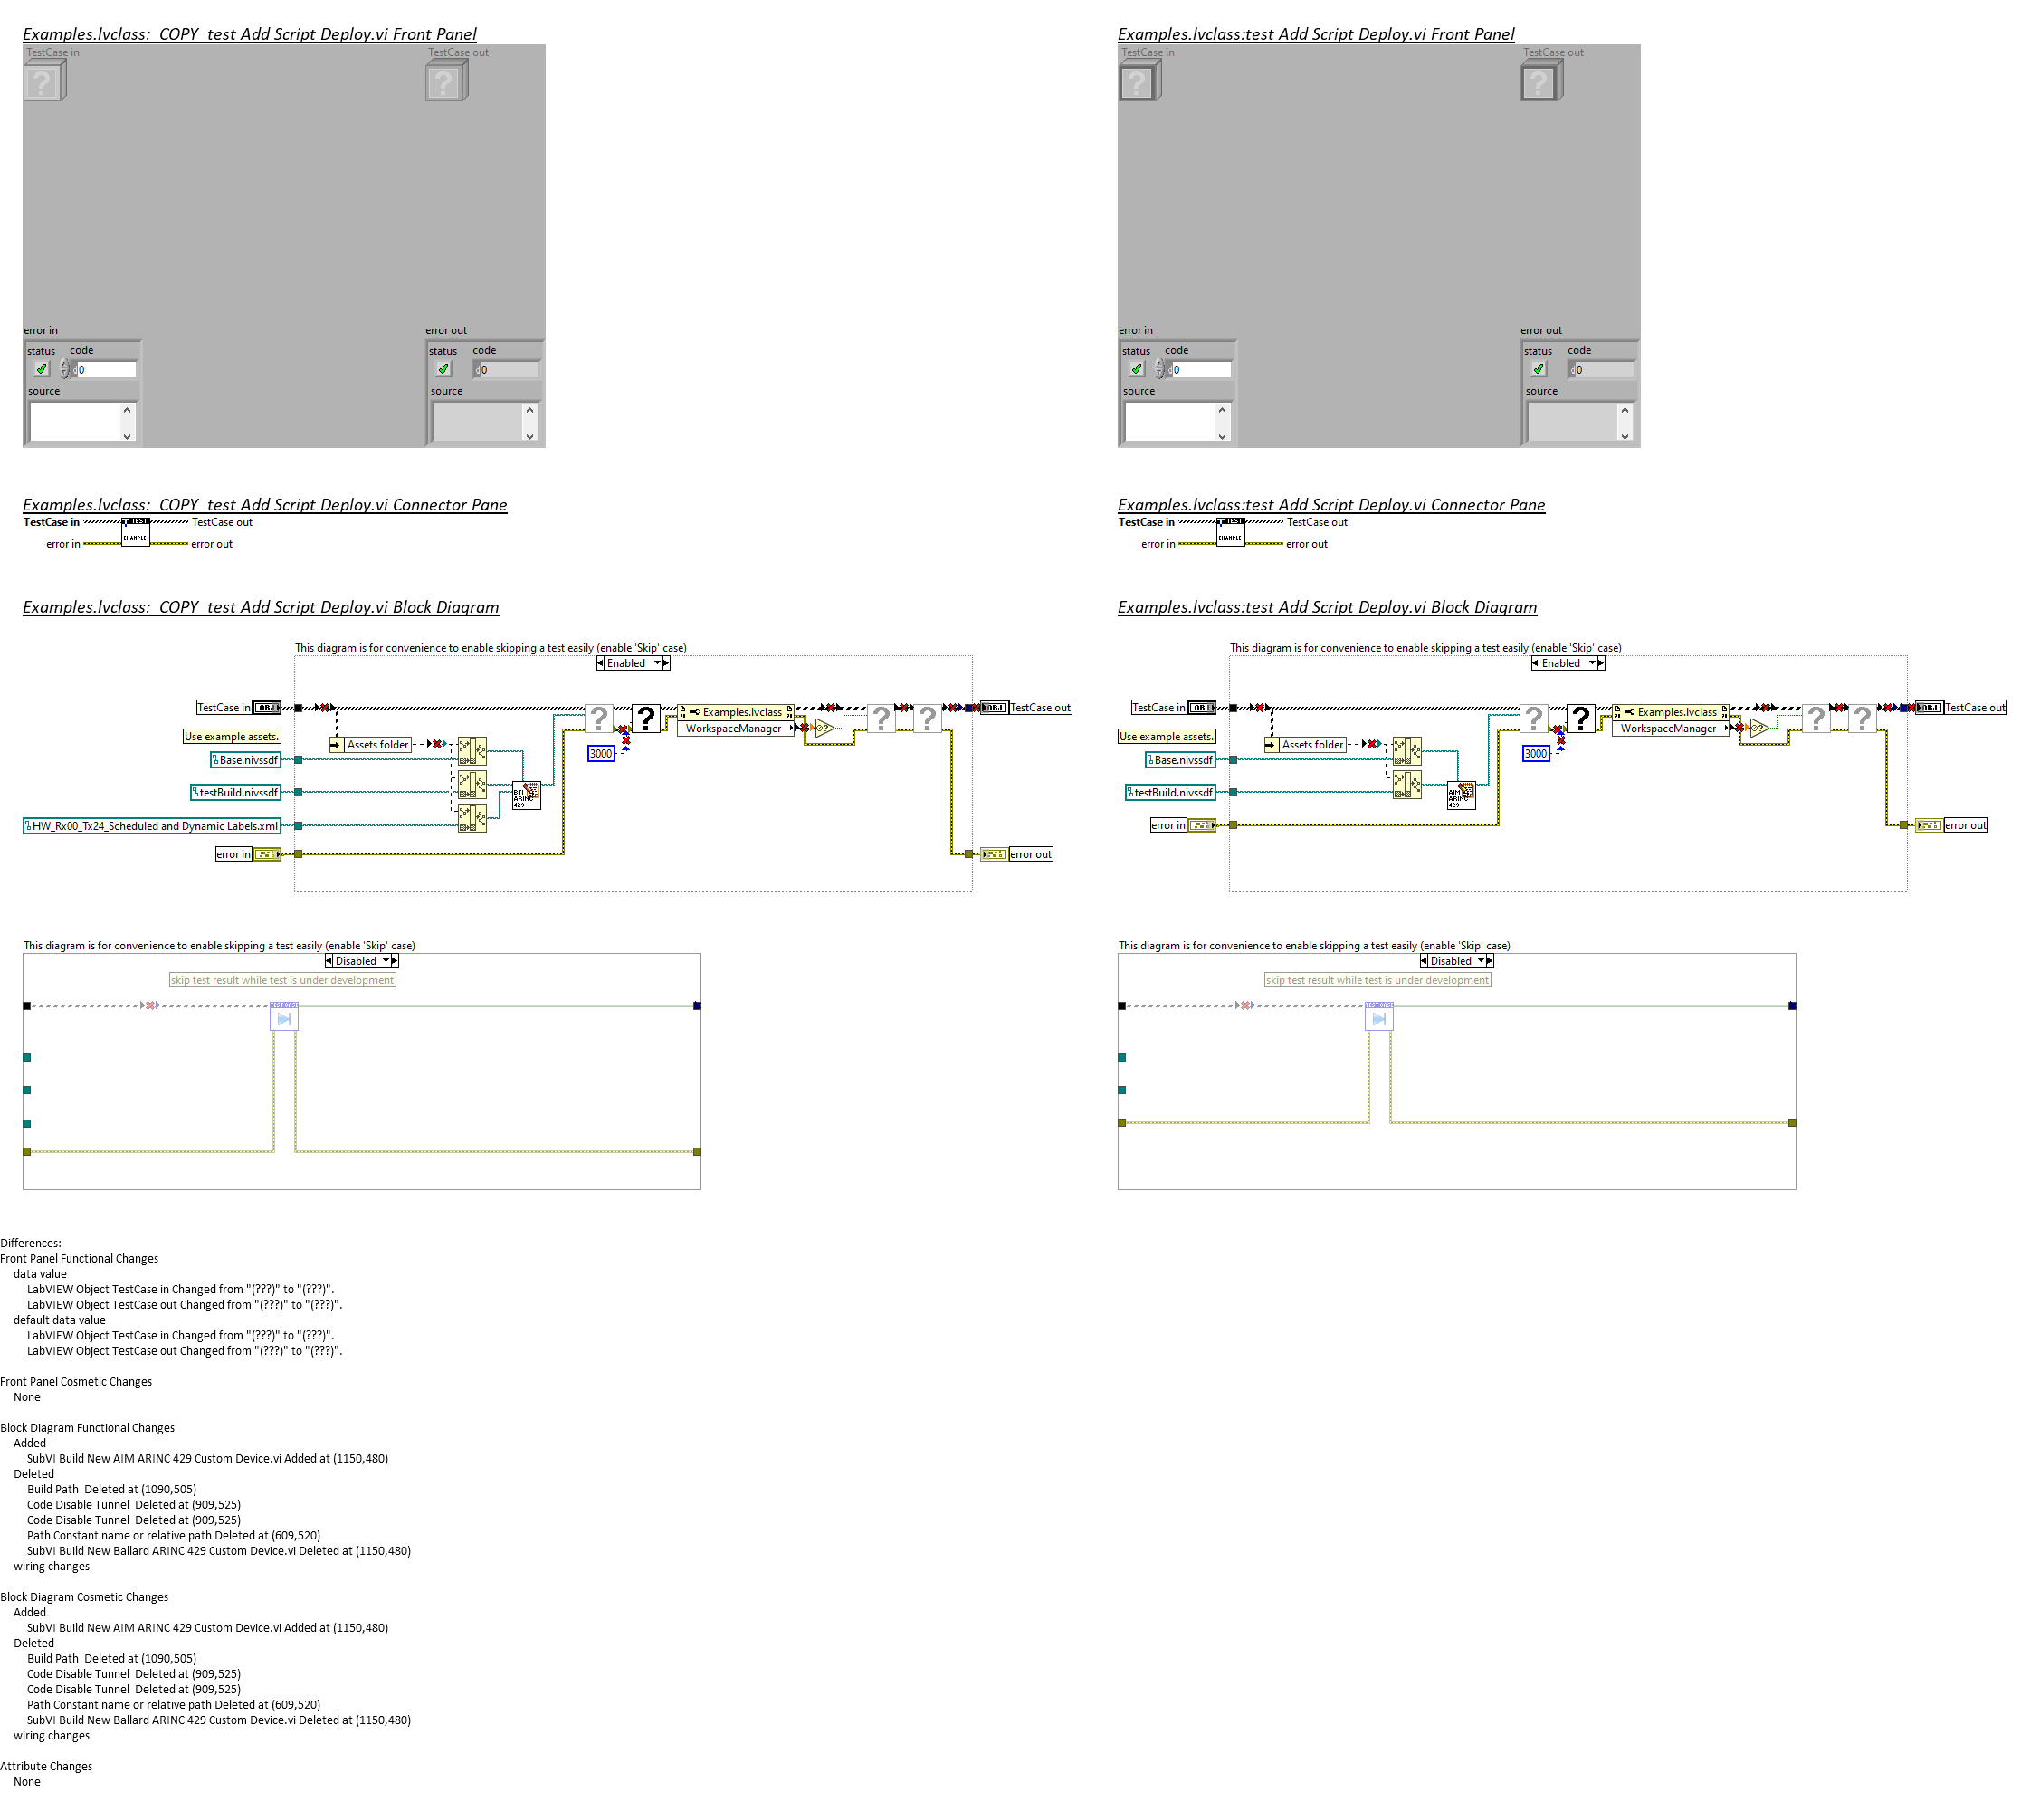 Examples.lvclass:_COPY_test Add Script Deploy.vi Front Panel
TestCase in
TestCase out
error in
error out
status
code
status
code
0
0
source
source
Examples.lvclass:_COPY_test Add Script Deploy.vi Connector Pane
TestCase in
TEST
TestCase out
error in
EXAMPLE
error out
Examples.lvclass:_COPY_test Add Script Deploy.vi Block Diagram
This diagram is for convenience to enable skipping a test easily (enable 'Skip' case)
Enabled
TestCase in
OBJ
Examples.lvclass
OBJ
TestCase out
Use example assets.
Assets folder
WorkspaceManager
Base.nivssdf
3000
testBuild.nivssdf
BTI
ARINC
429
HW_Rx00_Tx24_Scheduled and Dynamic Labels.xml
error in
error out
This diagram is for convenience to enable skipping a test easily (enable 'Skip' case)
Disabled
skip test result while test is under development
Examples.lvclass:test Add Script Deploy.vi Front Panel
TestCase in
TestCase out
error in
error out
status
code
status
code
0
0
source
source
Examples.lvclass:test Add Script Deploy.vi Connector Pane
TestCase in
TEST
TestCase out
error in
EXAMPLE
error out
Examples.lvclass:test Add Script Deploy.vi Block Diagram
This diagram is for convenience to enable skipping a test easily (enable 'Skip' case)
Enabled
TestCase in
OBJ
Examples.lvclass
OBJ
TestCase out
Use example assets.
Assets folder
WorkspaceManager
Base.nivssdf
3000
testBuild.nivssdf
AIM
ARINC
429
error in
error out
This diagram is for convenience to enable skipping a test easily (enable 'Skip' case)
Disabled
skip test result while test is under development
Differences:
Front Panel Functional Changes
data value
LabVIEW Object TestCase in Changed from "(???)" to "(???)".
LabVIEW Object TestCase out Changed from "(???)" to "(???)".
default data value
LabVIEW Object TestCase in Changed from "(???)" to "(???)".
LabVIEW Object TestCase out Changed from "(???)" to "(???)".
Front Panel Cosmetic Changes
None
Block Diagram Functional Changes
Added
SubVI Build New AIM ARINC 429 Custom Device.vi Added at (1150,480)
Deleted
Build Path  Deleted at (1090,505)
Code Disable Tunnel  Deleted at (909,525)
Code Disable Tunnel  Deleted at (909,525)
Path Constant name or relative path Deleted at (609,520)
SubVI Build New Ballard ARINC 429 Custom Device.vi Deleted at (1150,480)
wiring changes
Block Diagram Cosmetic Changes
Added
SubVI Build New AIM ARINC 429 Custom Device.vi Added at (1150,480)
Deleted
Build Path  Deleted at (1090,505)
Code Disable Tunnel  Deleted at (909,525)
Code Disable Tunnel  Deleted at (909,525)
Path Constant name or relative path Deleted at (609,520)
SubVI Build New Ballard ARINC 429 Custom Device.vi Deleted at (1150,480)
wiring changes
Attribute Changes
None